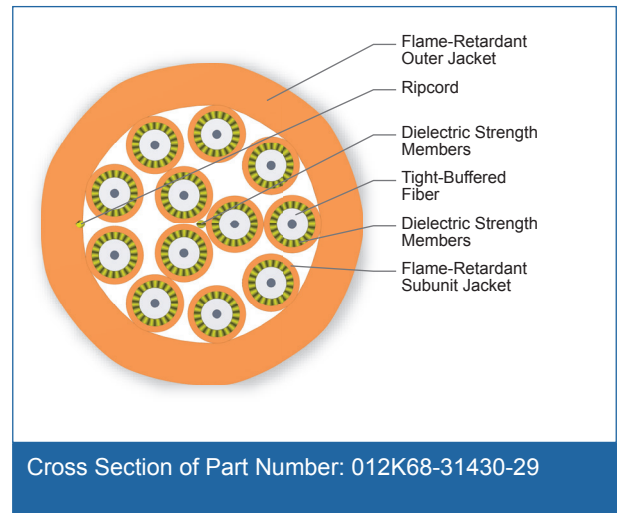 Flame-Retardant
Outer Jacket
Ripcord
Dielectric Strength
Members
Tight-Buffered
Fiber
Dielectric Strength
Members
Flame-Retardant
Subunit Jacket
Cross Section of Part Number: 012K68-31430-29